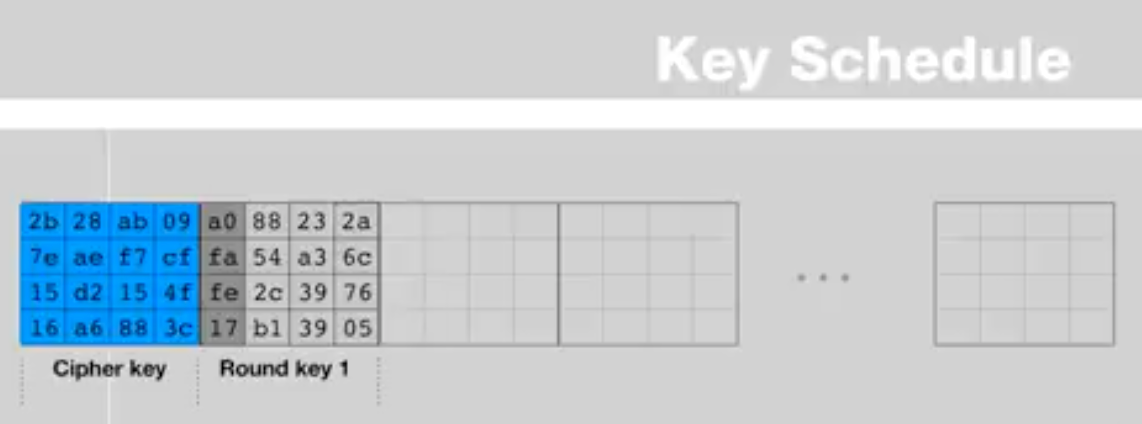 Key Schedule
2b 28 ab 09 a0 88 23 2a
7e ae f7 cf fa 54 a3 6c
15 d2 15 4f fe 2c 39 76
16 a6 88 3c 17 b1 39 05
...
Cipher key Round key 1